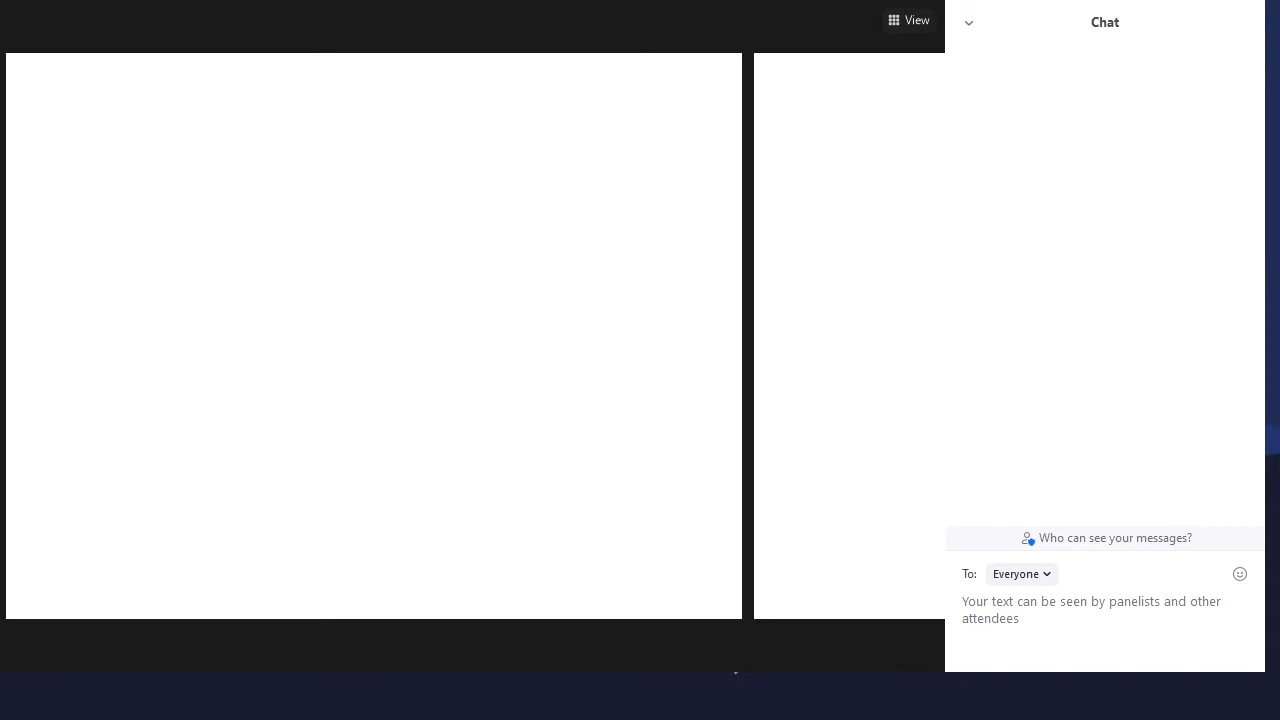 View
Chat
Who can see your messages?
To: Everyone
Your text can be seen by panelists and other
attendees